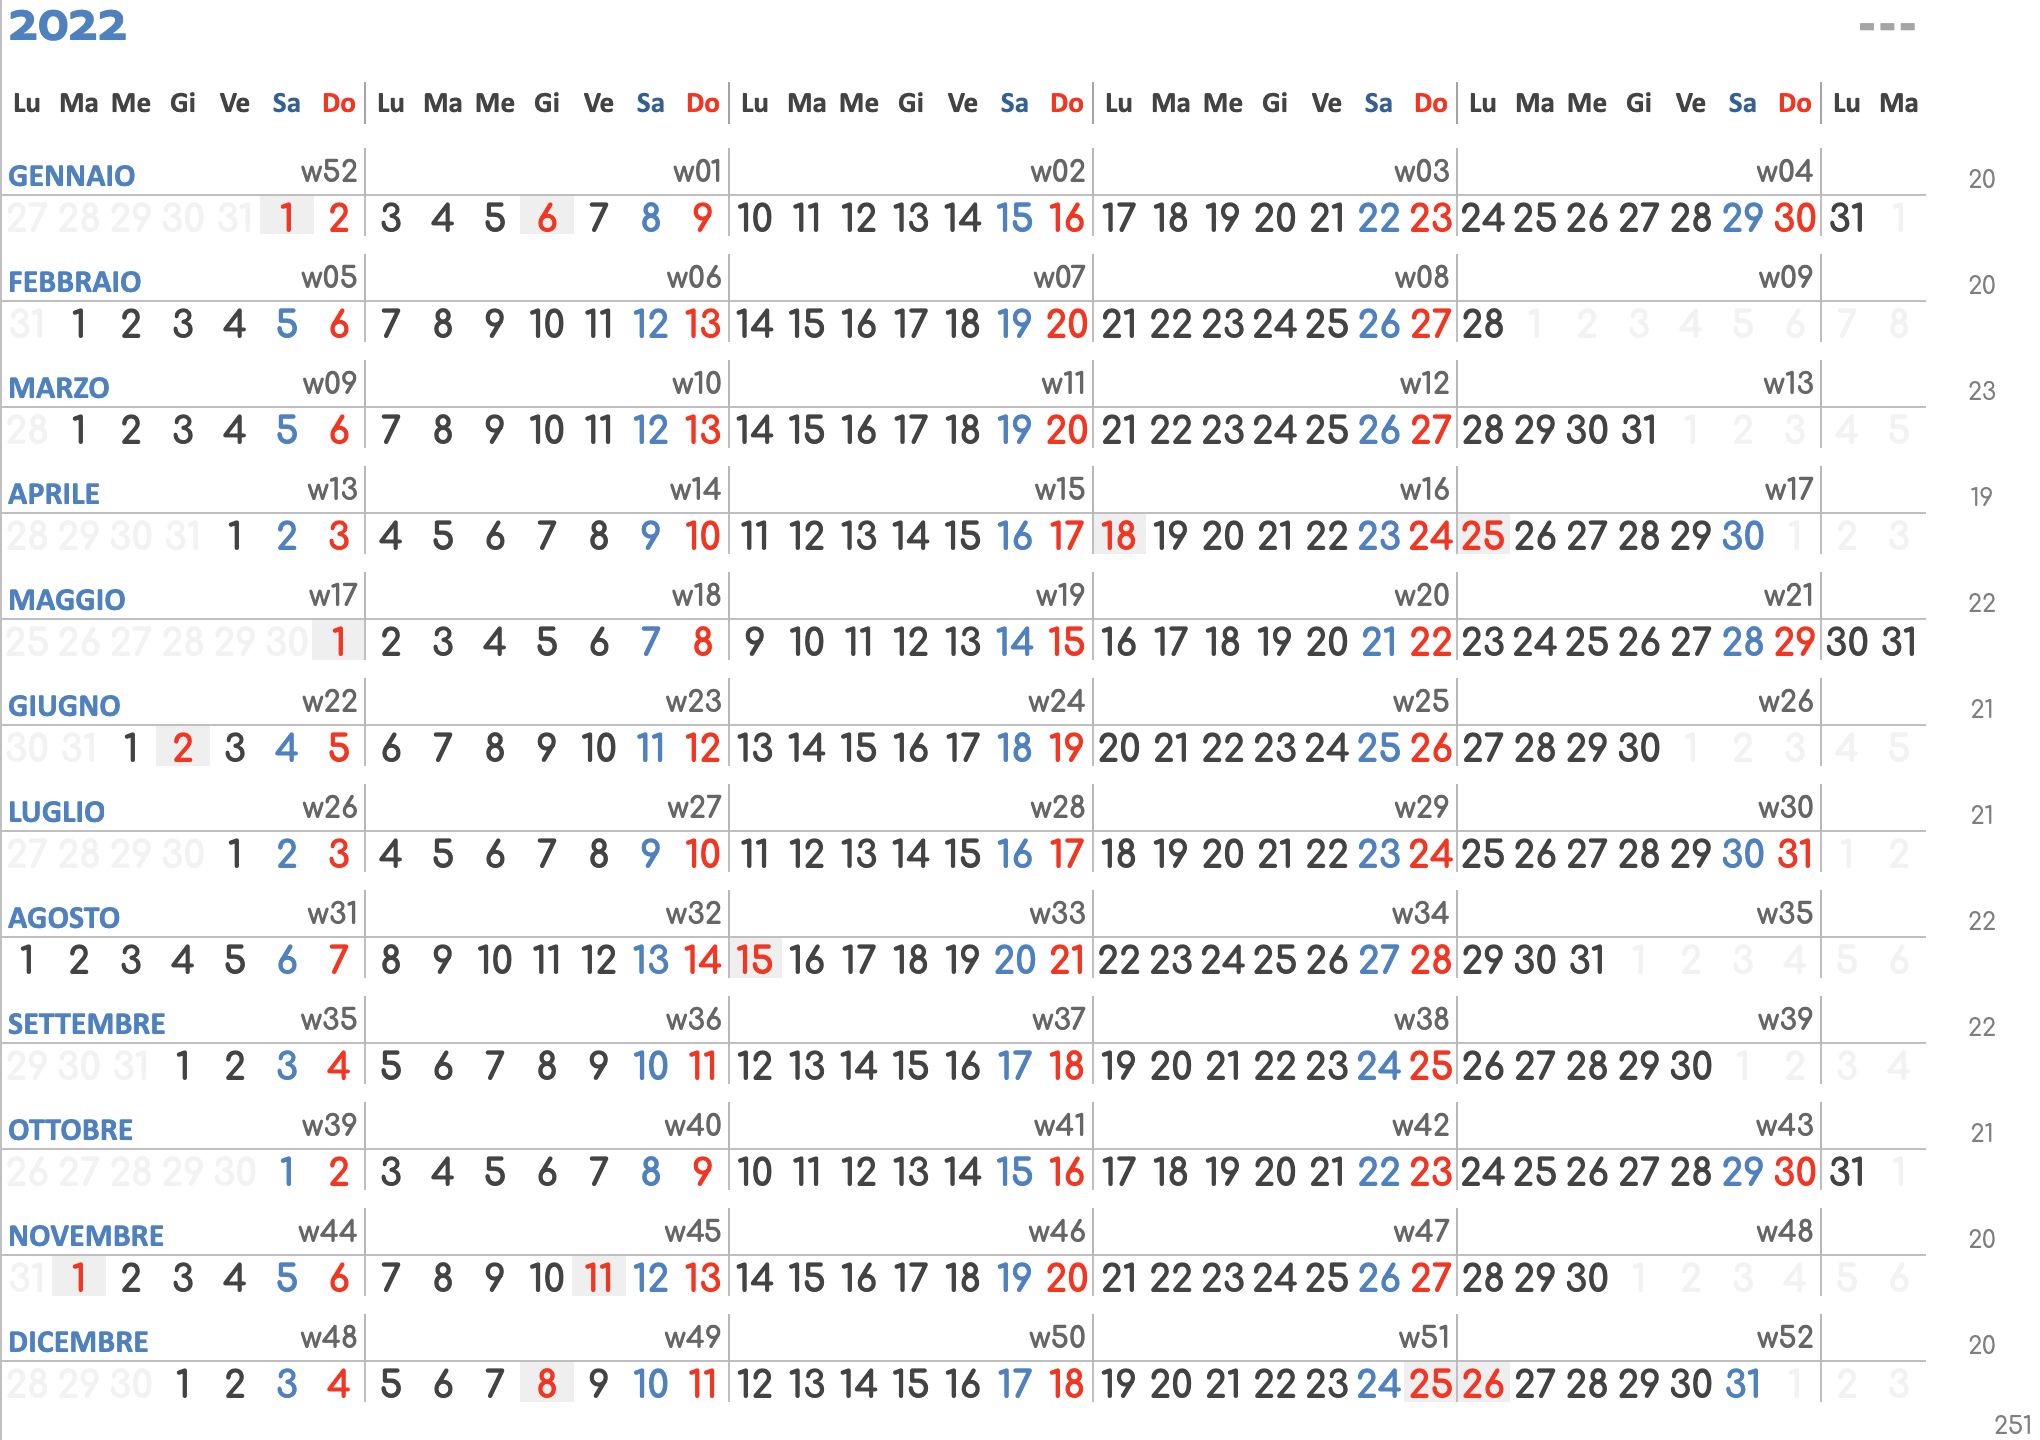 2022 ---
Lu Ma Me Gi Ve Sa Do Lu Ma Me Gi Ve Sa Do Lu Ma Me Gi Ve Sa Do Lu Ma Me Gi Ve Sa Do Lu Ma Me Gi Ve Sa Do Lu Ma
GENNAIO w52 w01 w02 w03 w04 20
27 28 29 30 31 1 2 3 4 5 6 7 8 9 10 11 12 13 14 15 16 17 18 19 20 21 22 23 24 25 26 27 28 29 30 31 1
FEBBRAIO w05 w06 w07 w08 w09 20
31 1 2 3 4 5 6 7 8 9 10 11 12 13 14 15 16 17 18 19 20 21 22 23 24 25 26 27 28 1 2 3 4 5 6 7 8
MARZO w09 w10 w11 w12 w13 23
28 1 2 3 4 5 6 7 8 9 10 11 12 13 14 15 16 17 18 19 20 21 22 23 24 25 26 27 28 29 30 31 1 2 3 4 5
APRILE w13 w14 w15 w16 w17 19
28 29 30 31 1 2 3 4 5 6 7 8 9 10 11 12 13 14 15 16 17 18 19 20 21 22 23 24 25 26 27 28 29 30 1 2 3
MAGGIO w17 w18 w19 w20 w21 22
25 26 27 28 29 30 1 2 3 4 5 6 7 8 9 10 11 12 13 14 15 16 17 18 19 20 21 22 23 24 25 26 27 28 29 30 31
GIUGNO w22 w23 w24 w25 w26 21
30 31 1 2 3 4 5 6 7 8 9 10 11 12 13 14 15 16 17 18 19 20 21 22 23 24 25 26 27 28 29 30 1 2 3 4 5
LUGLIO w26 w27 w28 w29 w30 21
27 28 29 30 1 2 3 4 5 6 7 8 9 10 11 12 13 14 15 16 17 18 19 20 21 22 23 24 25 26 27 28 29 30 31 1 2
AGOSTO w31 w32 w33 w34 w35 22
1 2 3 4 5 6 7 8 9 10 11 12 13 14 15 16 17 18 19 20 21 22 23 24 25 26 27 28 29 30 31 1 2 3 4 5 6
SETTEMBRE w35 w36 w37 w38 w39 22
29 30 31 1 2 3 4 5 6 7 8 9 10 11 12 13 14 15 16 17 18 19 20 21 22 23 24 25 26 27 28 29 30 1 2 3 4
OTTOBRE w39 w40 w41 w42 w43 21
26 27 28 29 30 1 2 3 4 5 6 7 8 9 10 11 12 13 14 15 16 17 18 19 20 21 22 23 24 25 26 27 28 29 30 31 1
NOVEMBRE w44 w45 w46 w47 w48 20
31 1 2 3 4 5 6 7 8 9 10 11 12 13 14 15 16 17 18 19 20 21 22 23 24 25 26 27 28 29 30 1 2 3 4 5 6
DICEMBRE w48 w49 w50 w51 w52 20
28 29 30 1 2 3 4 5 6 7 8 9 10 11 12 13 14 15 16 17 18 19 20 21 22 23 24 25 26 27 28 29 30 31 1 2 3
251